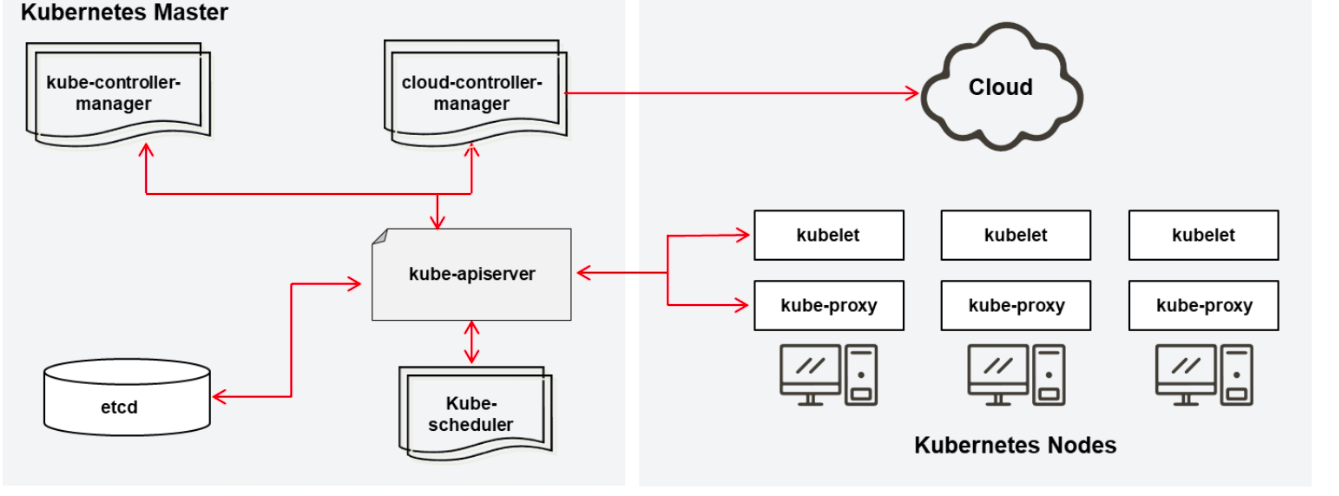 Kubernetes Master
kube-controller-
manager
cloud-controller-
manager
Cloud
kube-apiserver
etcd
Kube-
scheduler
kubelet
kubelet
kubelet
kube-proxy
kube-proxy
kube-proxy
Kubernetes Nodes